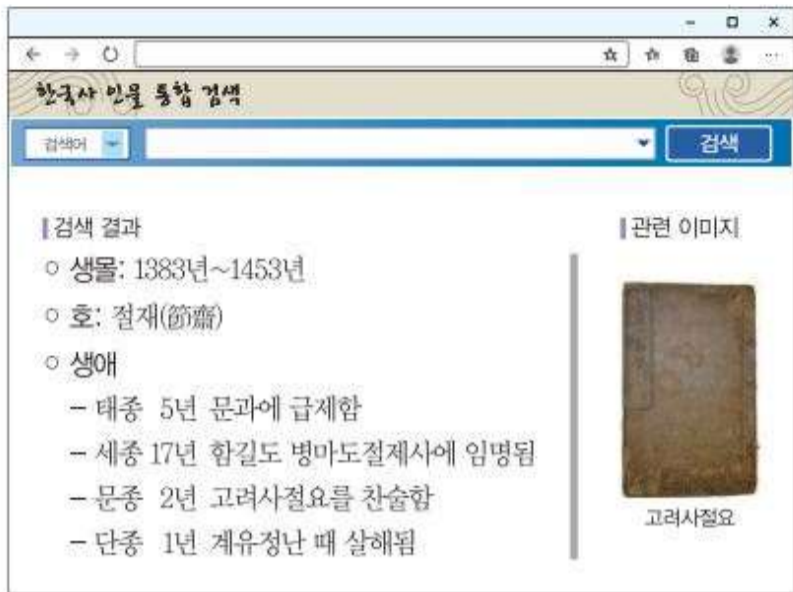 한국사 인물 통합 검색
검색어
검색
검색 결과
○ 생몰: 1383년~1453년
○ 호: 절재(節齋)
○ 생애
- 태종 5년 문과에 급제함
- 세종 17년 함길도 병마도절제사에 임명됨
- 문종 2년 고려사절요를 찬술함
- 단종 1년 계유정난 때 살해됨
관련 이미지
고려사절요